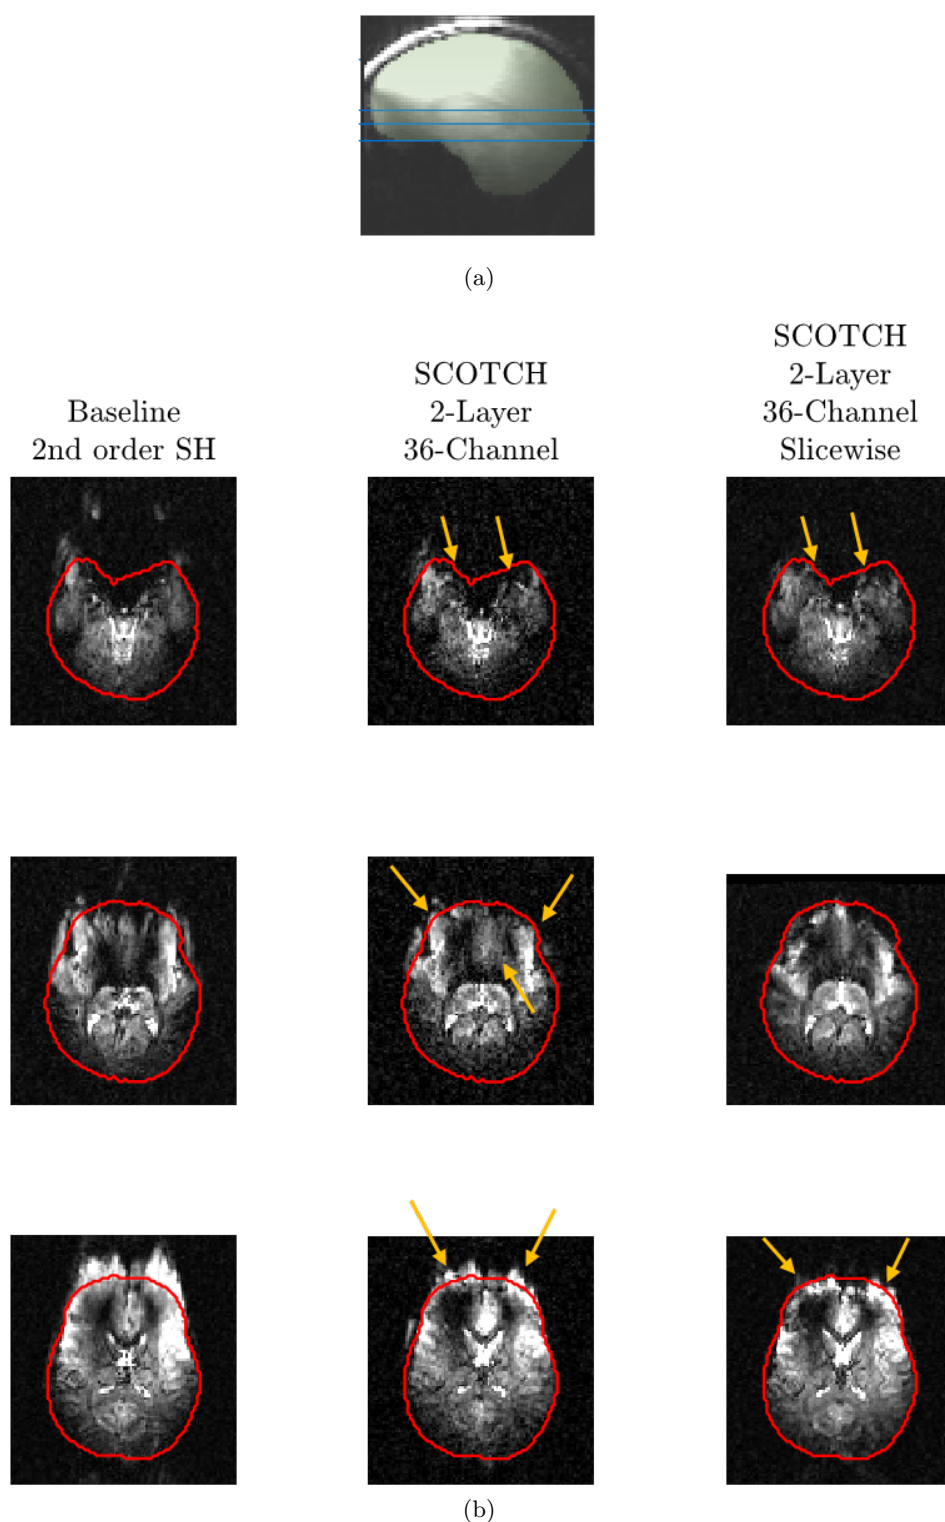 (a)
Baseline
2nd order SH
SCOTCH
2-Layer
36-Channel
SCOTCH
2-Layer
36-Channel
Slicewise
(b)